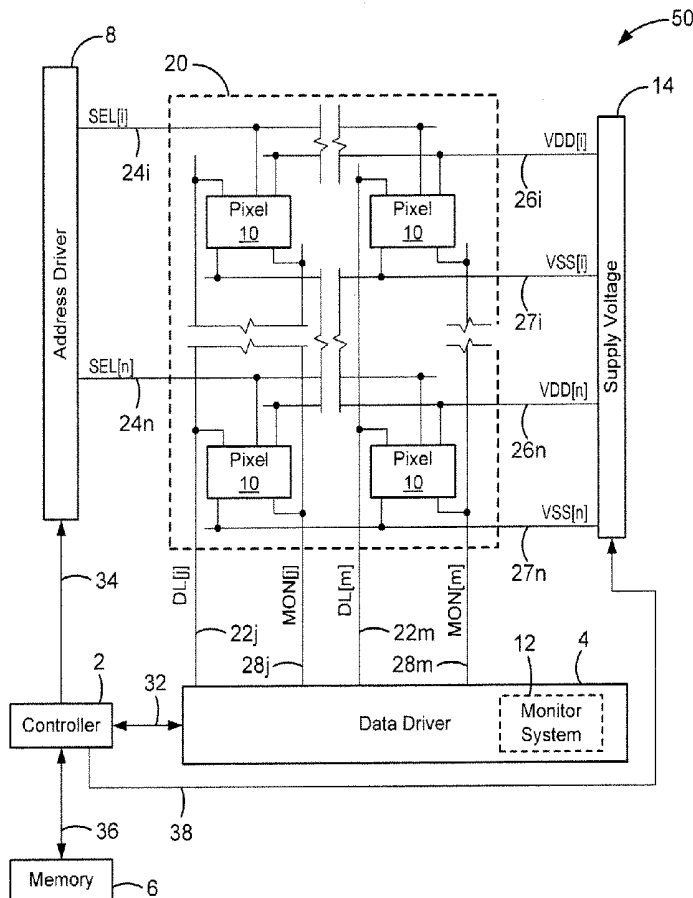 50
8
20
14
SEL[i]
24i
VDD[i]
26i
Pixel
10
Pixel
10
VSS[i]
27i
Address Driver
Supply Voltage
SEL[n]
24n
VDD[n]
26n
Pixel
10
Pixel
10
VSS[n]
27n
34
DL[j]
MON[j]
DL[m]
MON[m]
22j
28j
22m
28m
2
Controller
32
4
12
Data Driver
Monitor
System
36
38
Memory
6